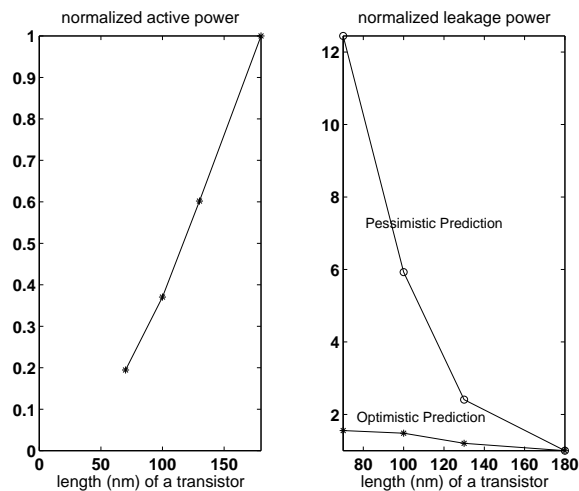 normalized active power
1
0.9
0.8
0.7
0.6
0.5
0.4
0.3
0.2
0.1
0
0 50 100 150
length (nm) of a transistor
normalized leakage power
12
10
8
6
4
2
Pessimistic Prediction
Optimistic Prediction
80 100 120 140 160 180
length (nm) of a transistor